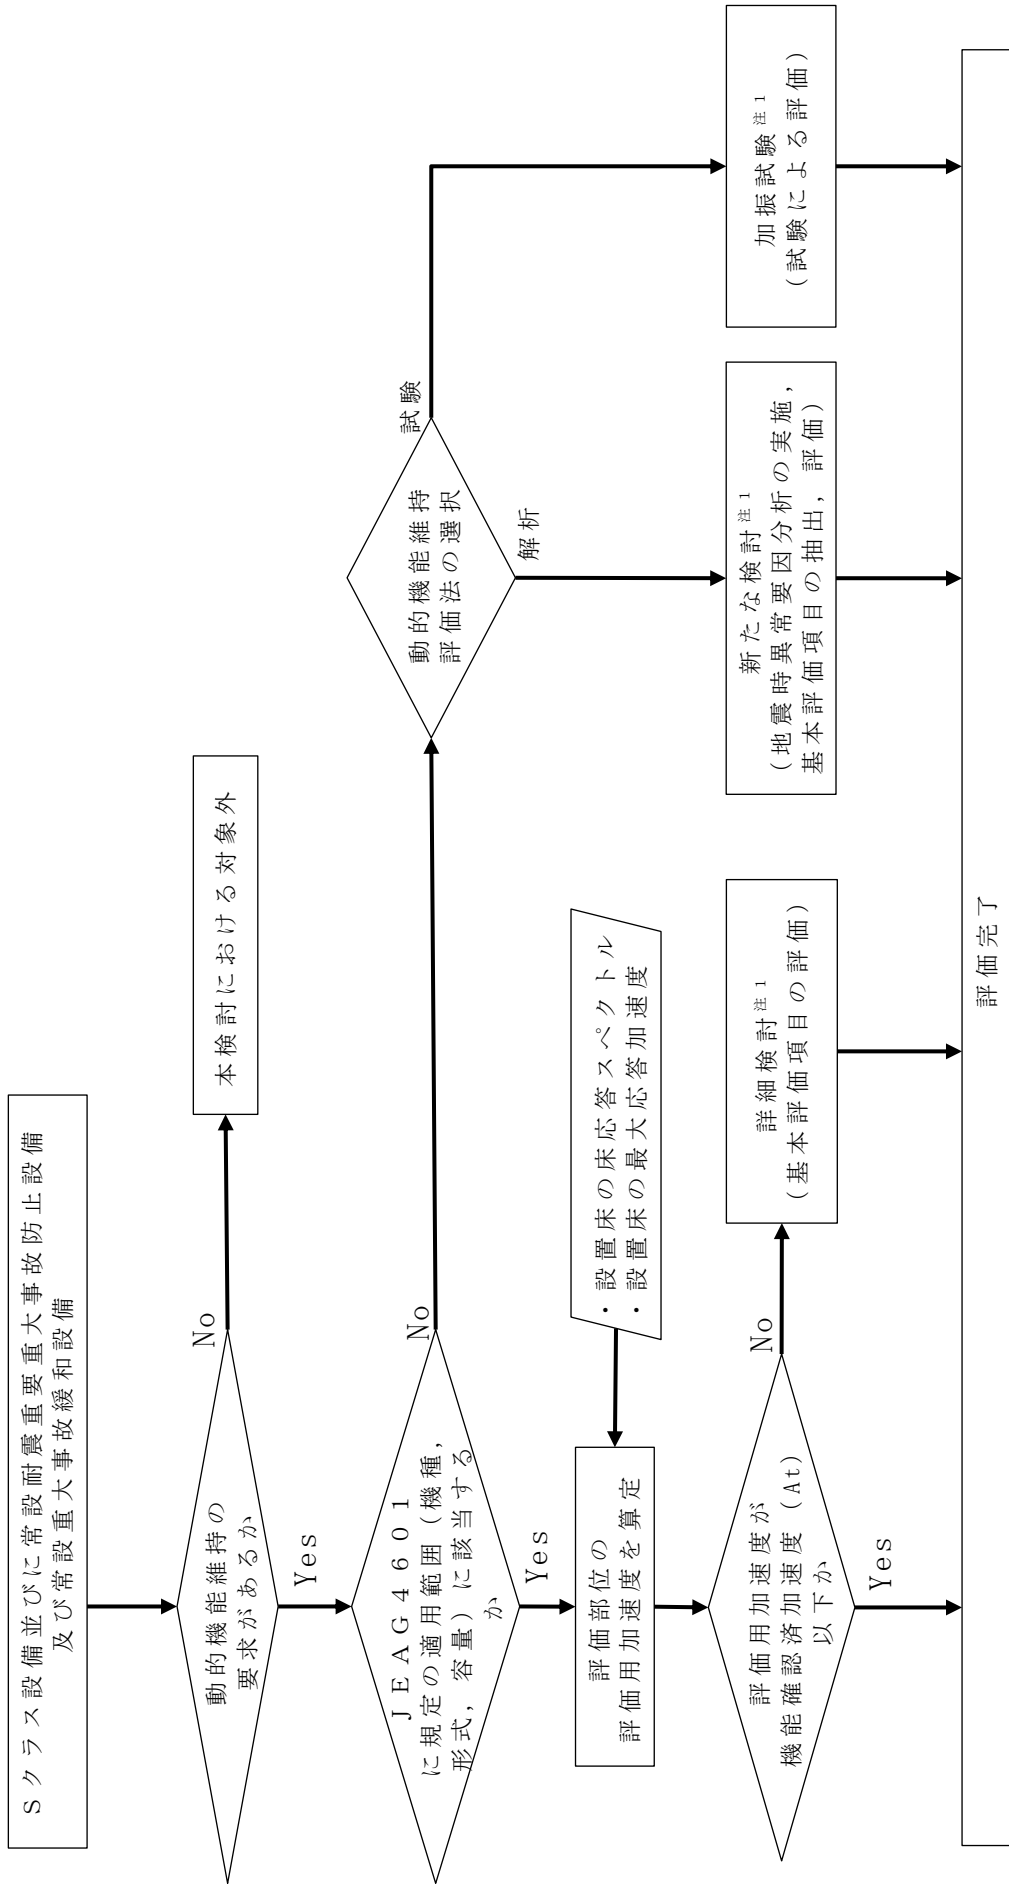 Sクラス設備並びに常設耐震重要重大事故防止設備
及び常設重大事故緩和設備
動的機能維持の
要求があるか
No
本検討における対象外
Yes
JEAG4601
に規定の適用範囲（機種，
形式，容量）に該当する
か
No
動的機能維持
評価法の選択
試験
解析
Yes
評価部位の
評価用加速度を算定
・設置床の床応答スペクトル
・設置床の最大応答加速度
評価用加速度が
機能確認済加速度（At）
以下か
No
Yes
詳細検討注1
（基本評価項目の評価）
新たな検討注1
（地震時異常要因分析の実施，
基本評価項目の抽出，評価）
加振試験注1
（試験による評価）
評価完了